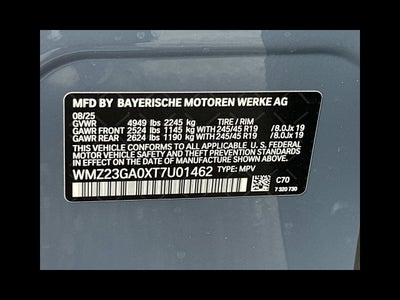 MFD BY BAYERISCHE MOTOREN WERKE AG
08/25
GVWR 4949 lbs 2245 kg TIRE / RIM
GAWR FRONT 2524 lbs 1145 kg WITH 245/45 R19 /8.0Jx 19
GAWR REAR 2624 lbs 1190 kg WITH 245/45 R19 /8.0Jx 19
THIS VEHICLE CONFORMS TO ALL APPLICABLE U.S. FEDERAL
MOTOR VEHICLE SAFETY AND THEFT PREVENTION STANDARDS
IN EFFECT ON THE DATE OF MANUFACTURE SHOWN ABOVE.
WMZ23GA0XT7U01462 TYPE: MPV
C70
7 320 730